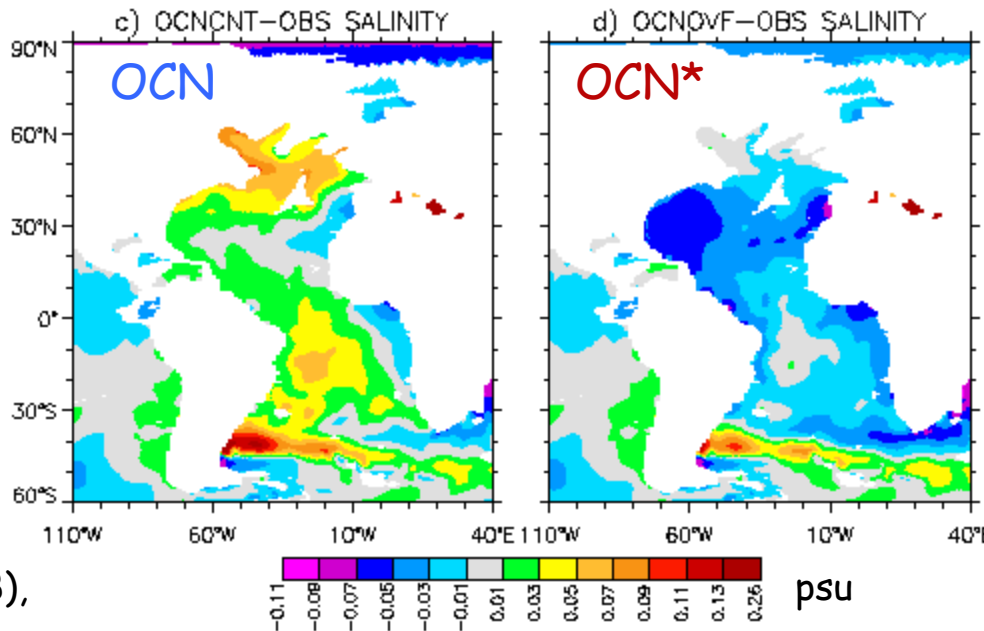 c) OCNCNT-OBS SALINITY
d) OCNOVF-OBS SALINITY
OCN
OCN*
90°N
60°N
30°N
0°
30°S
60°S
110°W 60°W 10°W 40°E
110°W 60°W 10°W 40°E
-0.11 -0.09 -0.07 -0.05 -0.03 -0.01 0.01 0.03 0.05 0.07 0.09 0.11 0.13 0.26
psu
),